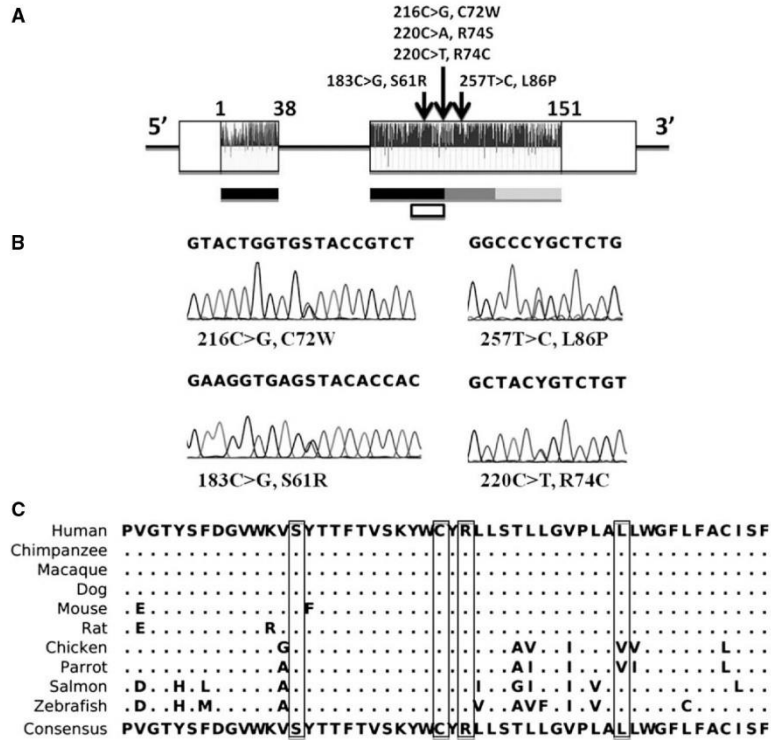 A
216C>G, C72W
220C>A, R74S
220C>T, R74C
183C>G, S61R 257T>C, L86P
1 38 151
5’ 3’
B
GTACTGGTGSTACCGTCT GGCCCYGCTCTG
216C>G, C72W 257T>C, L86P
GAAGGTGAGSTACACCAC GCTACYGTCTGT
183C>G, S61R 220C>T, R74C
C
Human PVGTYSFDGVWKVSYTTFTVSKYWCYRLLSTLLGVPLALLWGFLFACISF
Chimpanzee ..................................................
Macaque ..................................................
Dog ..................................................
Mouse .E............F...................................
Rat .E.........R......................................
Chicken ............G.................AV..I...VV......L...
Parrot ............A.................AI..I...VI......L...
Salmon .D..H.L.....A..............I..GI..I.V..........L..
Zebrafish .D..H.M.....A..............V..AVF.I.V......C......
Consensus PVGTYSFDGVWKVSYTTFTVSKYWCYRLLSTLLGVPLALLWGFLFACISF